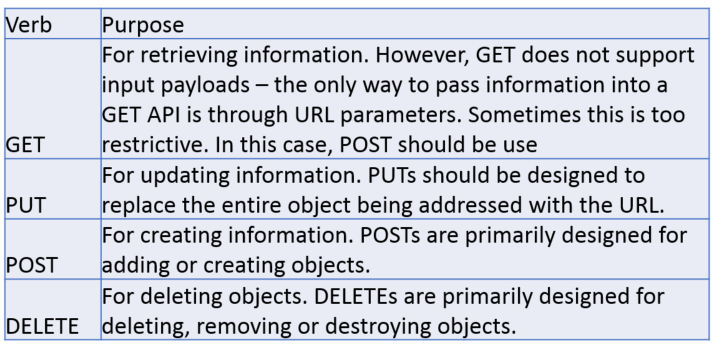 Verb Purpose
For retrieving information. However, GET does not support
input payloads – the only way to pass information into a
GET API is through URL parameters. Sometimes this is too
GET restrictive. In this case, POST should be use
For updating information. PUTs should be designed to
PUT replace the entire object being addressed with the URL.
For creating information. POSTs are primarily designed for
POST adding or creating objects.
For deleting objects. DELETEs are primarily designed for
DELETE deleting, removing or destroying objects.